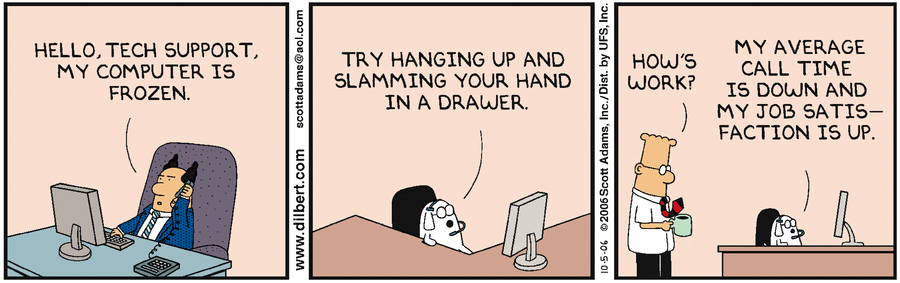 HELLO, TECH SUPPORT,
MY COMPUTER IS
FROZEN.
www.dilbert.com scottadams@aol.com
TRY HANGING UP AND
SLAMMING YOUR HAND
IN A DRAWER.
10-5-06 ©2006 Scott Adams, Inc./Dist. by UFS, Inc.
HOW'S
WORK?
MY AVERAGE
CALL TIME
IS DOWN AND
MY JOB SATIS-
FACTION IS UP.